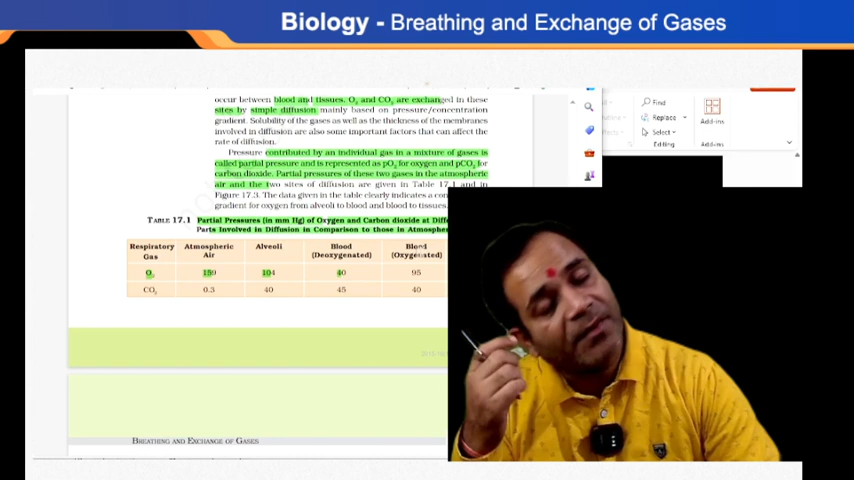 Biology - Breathing and Exchange of Gases
occur between blood and tissues. O₂ and CO₂ are exchanged in these
sites by simple diffusion mainly based on pressure/concentration
gradient. Solubility of the gases as well as the thickness of the membranes
involved in diffusion are also some important factors that can affect the
rate of diffusion.
Pressure contributed by an individual gas in a mixture of gases is
called partial pressure and is represented as pO₂ for oxygen and pCO₂ for
carbon dioxide. Partial pressures of these two gases in the atmospheric
air and the two sites of diffusion are given in Table 17.1 and in
Figure 17.3. The data given in the table clearly indicates a
gradient for oxygen from alveoli to blood and blood to tissues.
TABLE 17.1 Partial Pressures (in mm Hg) of Oxygen and Carbon dioxide at
Parts Involved in Diffusion in Comparison to those in
Respiratory Gas Atmospheric Air Alveoli Blood (Deoxygenated) Blood (Oxygenated)
O₂ 159 104 40 95
CO₂ 0.3 40 45 40
BREATHING AND EXCHANGE OF GASES
Find
Replace
Select
Editing
Add-ins
Add-ins